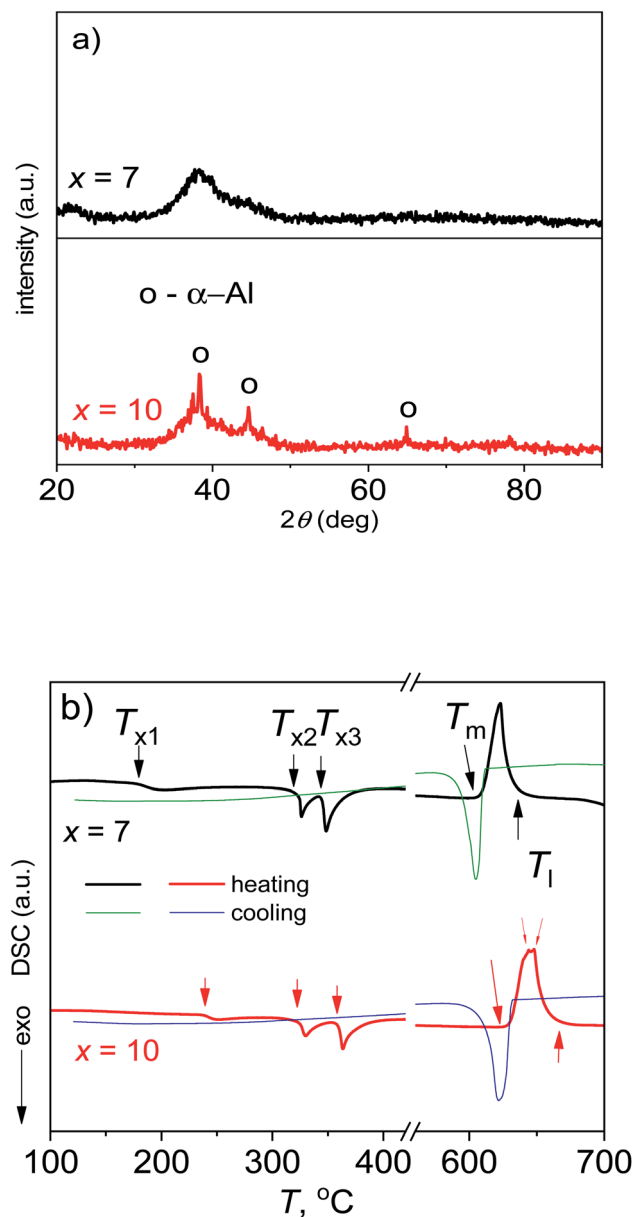 a)
x = 7
intensity (a.u.)
o - α–Al
o
o
o
x = 10
20 40 60 80
2θ (deg)
b)
Tx1 Tx2 Tx3 Tm
x = 7
Tl
heating
cooling
DSC (a.u.)
exo
x = 10
100 200 300 400 600 700
T, °C